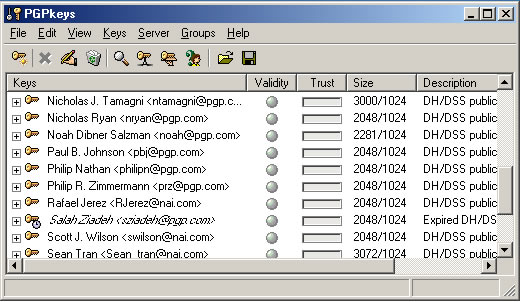 PGPkeys
File Edit View Keys Server Groups Help
Keys Validity Trust Size Description
Nicholas J. Tamagni <ntamagni@pgp.c... 3000/1024 DH/DSS public
Nicholas Ryan <nryan@pgp.com> 2048/1024 DH/DSS public
Noah Dibner Salzman <noah@pgp.com> 2281/1024 DH/DSS public
Paul B. Johnson <pbj@pgp.com> 2048/1024 DH/DSS public
Philip Nathan <philipn@pgp.com> 2048/1024 DH/DSS public
Philip R. Zimmermann <prz@pgp.com> 2048/1024 DH/DSS public
Rafael Jerez <RJerez@nai.com> 2048/1024 DH/DSS public
Salah Ziadeh <sziadeh@pgp.com> 2048/1024 Expired DH/DS
Scott J. Wilson <swilson@nai.com> 2048/1024 DH/DSS public
Sean Tran <Sean_tran@nai.com> 3072/1024 DH/DSS public